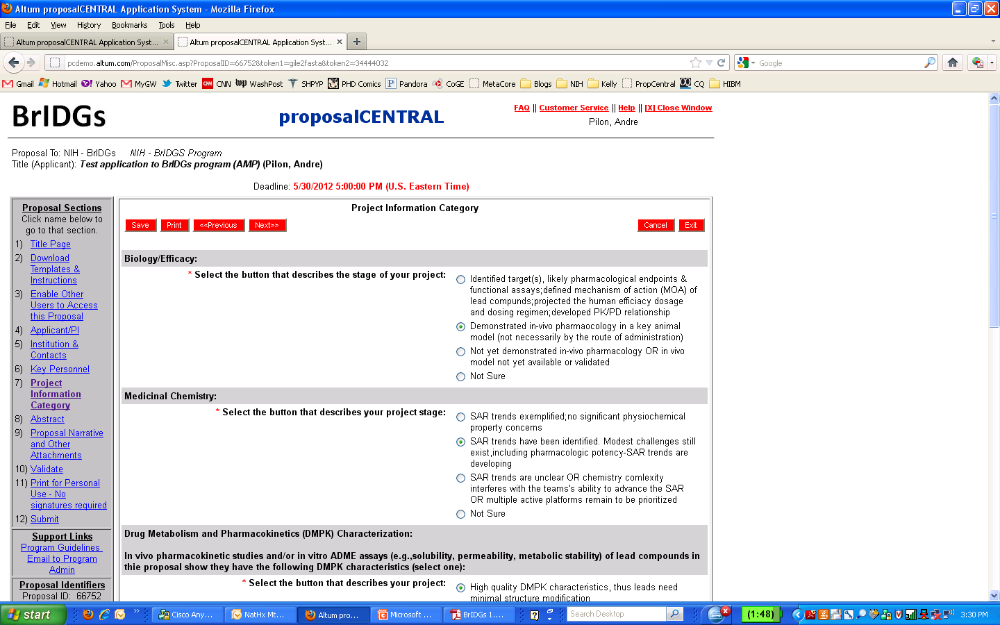 Altum proposalCENTRAL Application System - Mozilla Firefox
File Edit View History Bookmarks Tools Help
Altum proposalCENTRAL Application Syst... Altum proposalCENTRAL Application Syst...
pcdemo.altum.com/ProposalMisc.asp?ProposalID=66752&token1=gile2fasta&token2=34444032
Google
Gmail Hotmail Yahoo MyGW Twitter CNN WashPost SHPYP PHD Comics Pandora CoGE MetaCore Blogs NIH Kelly PropCentral CQ HIBM
BrIDGs
proposalCENTRAL
FAQ || Customer Service || Help || [X] Close Window
Pilon, Andre
Proposal To: NIH - BrIDGs NIH - BrIDGS Program
Title (Applicant): Test application to BrIDGs program (AMP) (Pilon, Andre)
Deadline: 5/30/2012 5:00:00 PM (U.S. Eastern Time)
Proposal Sections
Click name below to
go to that section.
1) Title Page
2) Download
Templates &
Instructions
3) Enable Other
Users to Access
this Proposal
4) Applicant/PI
5) Institution &
Contacts
6) Key Personnel
7) Project
Information
Category
8) Abstract
9) Proposal Narrative
and Other
Attachments
10) Validate
11) Print for Personal
Use - No
signatures required
12) Submit
Support Links
Program Guidelines
Email to Program
Admin
Proposal Identifiers
Proposal ID: 66752
Project Information Category
Save Print <<Previous Next>> Cancel Exit
Biology/Efficacy:
* Select the button that describes the stage of your project:
Identified target(s), likely pharmacological endpoints &
functional assays;defined mechanism of action (MOA) of
lead compunds;projected the human efficiacy dosage
and dosing regimen;developed PK/PD relationship
Demonstrated in-vivo pharmaocology in a key animal
model (not necessarily by the route of administration)
Not yet demonstrated in-vivo pharmacology OR in vivo
model not yet available or validated
Not Sure
Medicinal Chemistry:
* Select the button that describes your project stage:
SAR trends exemplified;no significant physiochemical
property concerns
SAR trends have been identified. Modest challenges still
exist,including pharmacologic potency-SAR trends are
developing
SAR trends are unclear OR chemistry comlexity
interferes with the teams's ability to advance the SAR
OR multiple active platforms remain to be prioritized
Not Sure
Drug Metabolism and Pharmacokinetics (DMPK) Characterization:
In vivo pharmacokinetic studies and/or in vitro ADME assays (e.g.,solubility, permeability, metabolic stability) of lead compounds in
thie proposal show they have the following DMPK characteristics (select one):
* Select the button that describes your project:
High quality DMPK characteristics, thus leads need
minimal structure modification
start Cisco Any... NatHx Mt... Altum pro... Microsoft ... BrIDGs 1.... Search Desktop (1:48) 3:30 PM